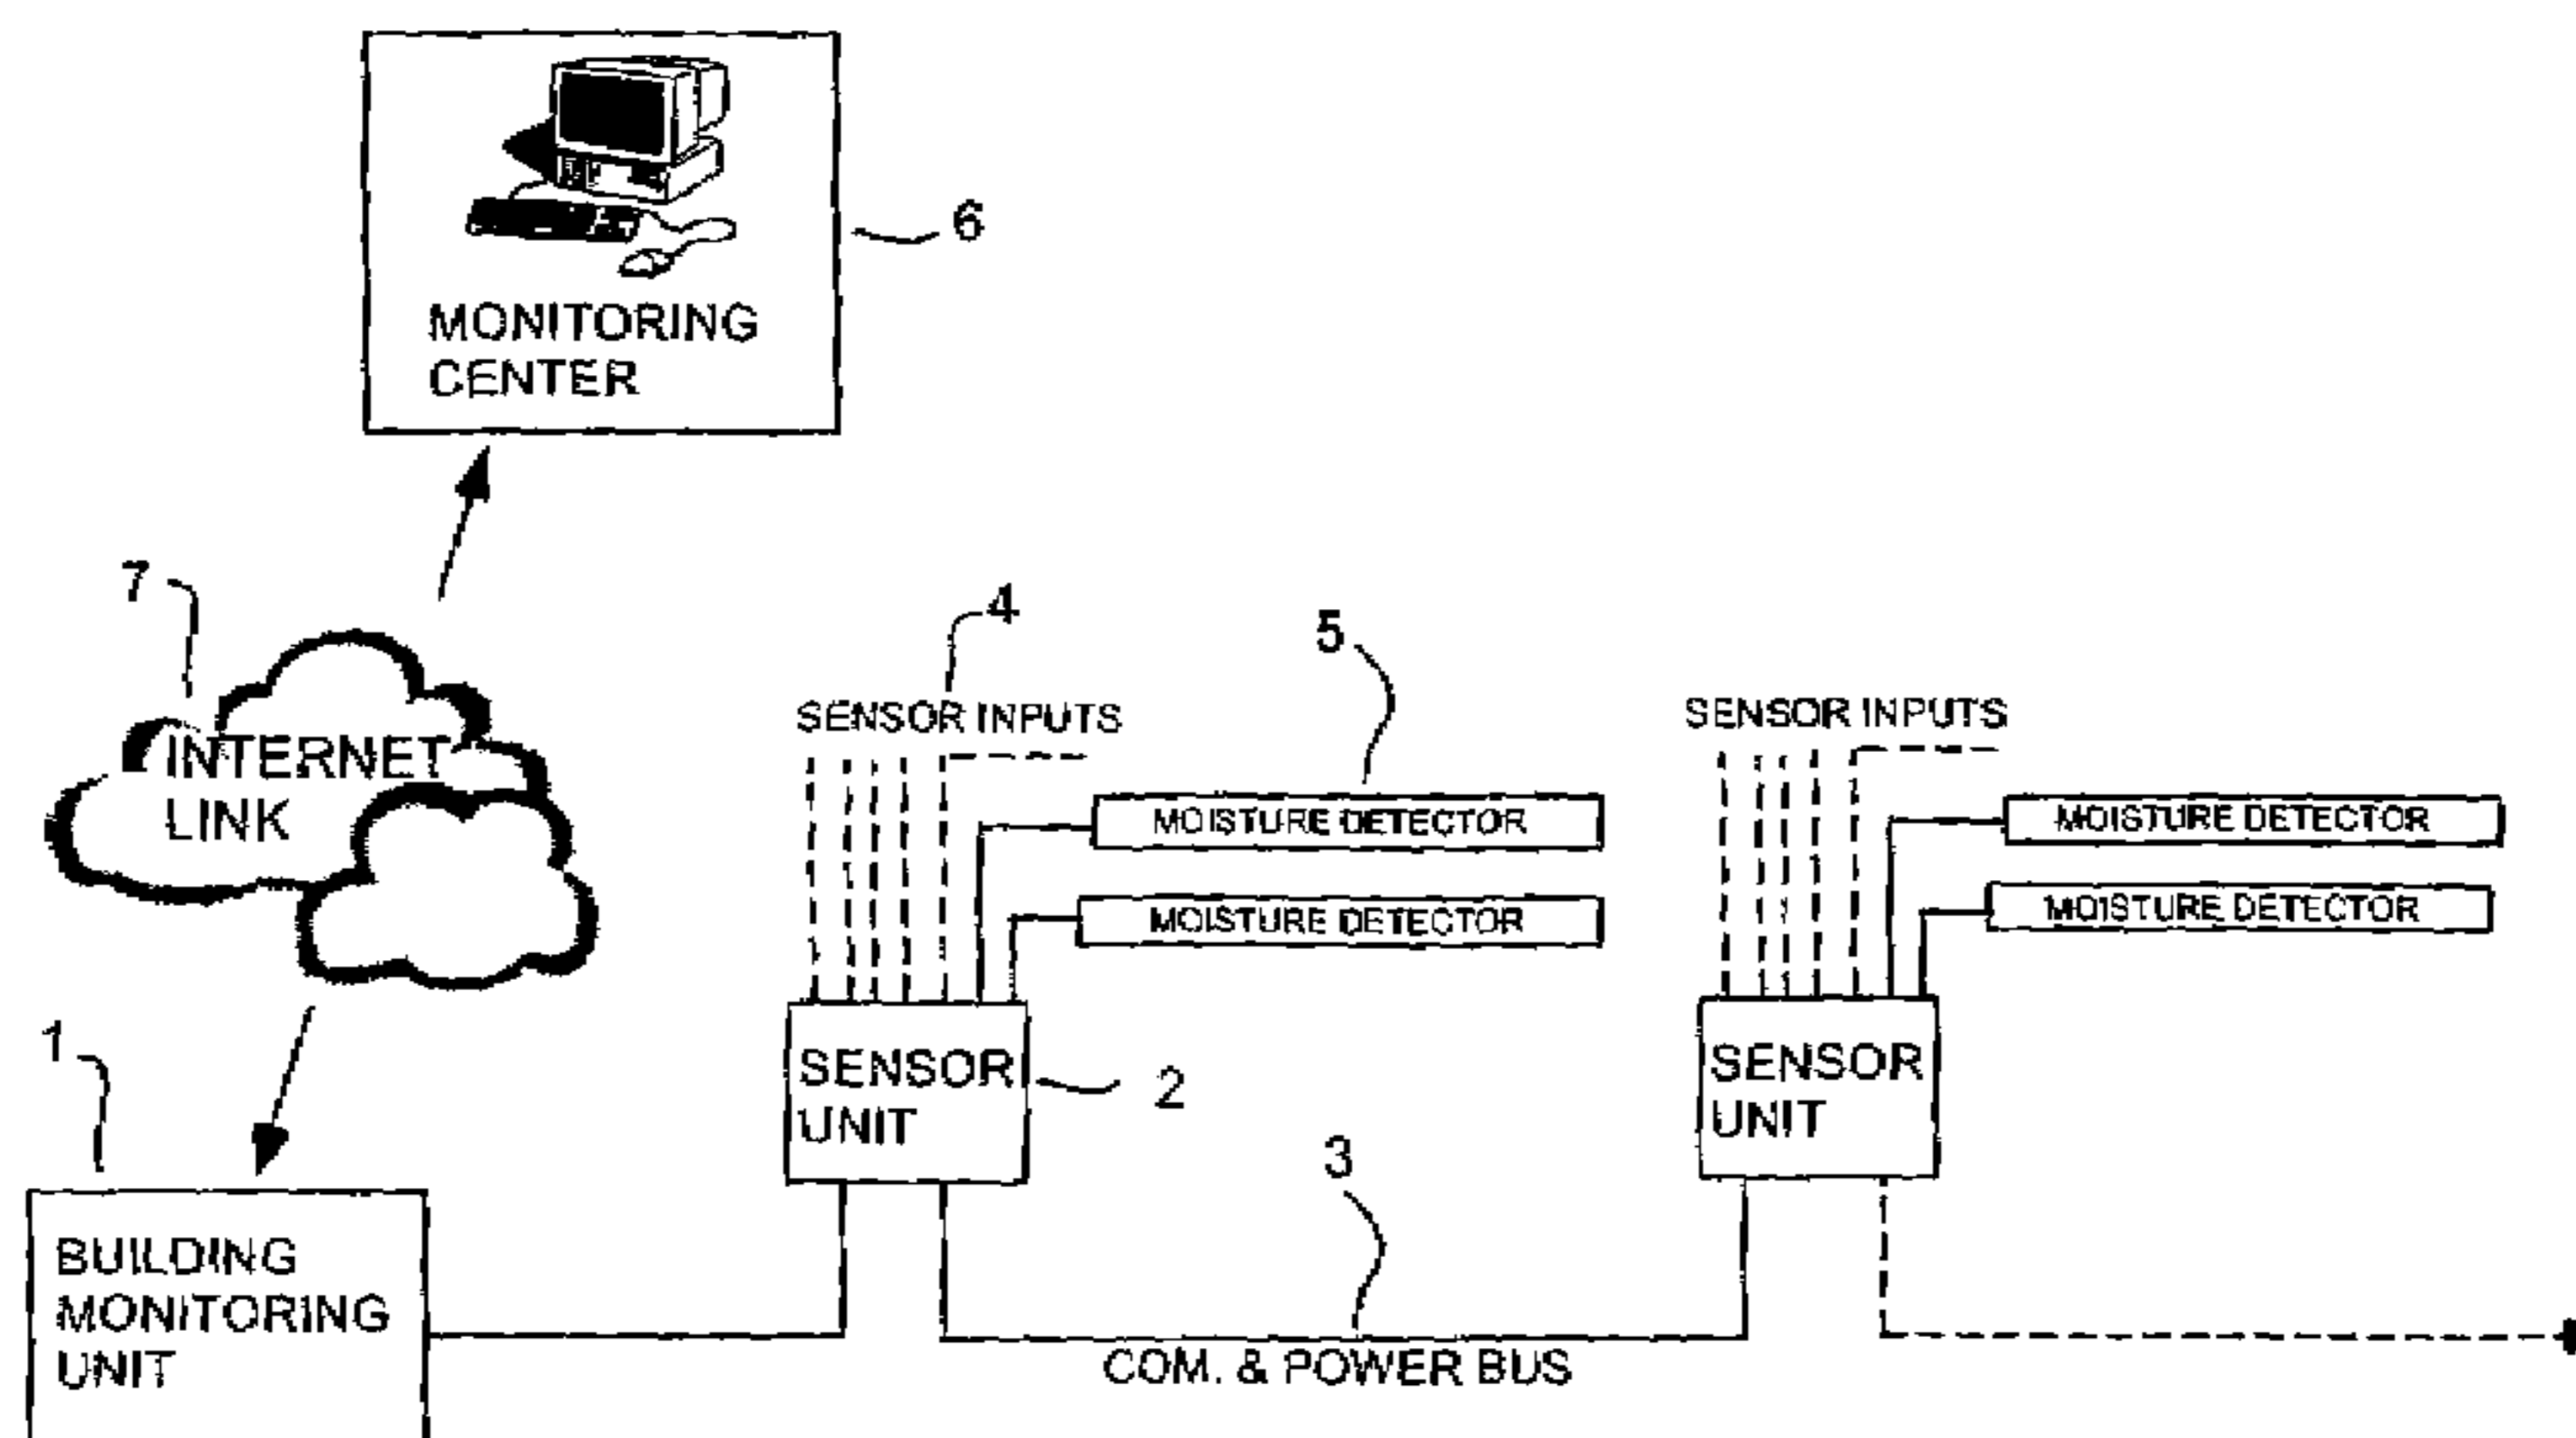 6
MONITORING
CENTER
7
4
5
SENSOR INPUTS
SENSOR INPUTS
INTERNET
LINK
MOISTURE DETECTOR
MOISTURE DETECTOR
MOISTURE DETECTOR
MOISTURE DETECTOR
1
SENSOR
UNIT
2
SENSOR
UNIT
3
BUILDING
MONITORING
UNIT
COM. & POWER BUS